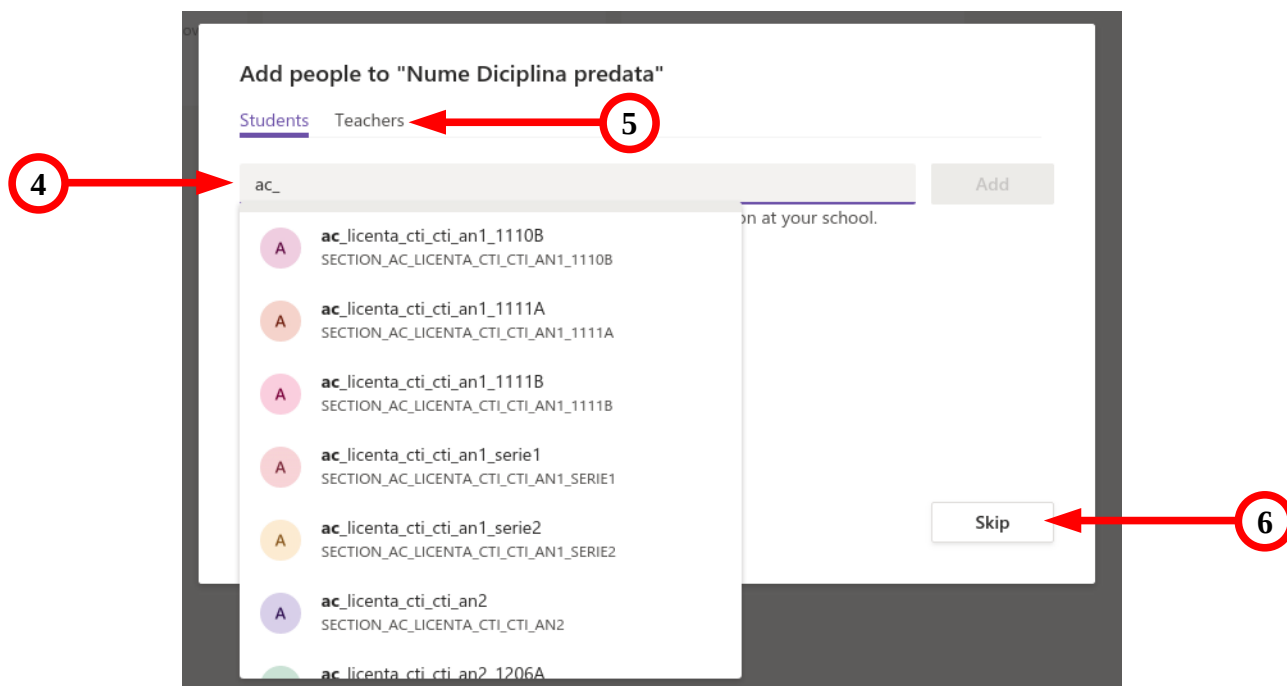 ov
Add people to "Nume Diciplina predata"
Students Teachers
5
4
ac_
Add
on at your school.
A
ac_licenta_cti_cti_an1_1110B
SECTION_AC_LICENTA_CTI_CTI_AN1_1110B
A
ac_licenta_cti_cti_an1_1111A
SECTION_AC_LICENTA_CTI_CTI_AN1_1111A
A
ac_licenta_cti_cti_an1_1111B
SECTION_AC_LICENTA_CTI_CTI_AN1_1111B
A
ac_licenta_cti_cti_an1_serie1
SECTION_AC_LICENTA_CTI_CTI_AN1_SERIE1
A
ac_licenta_cti_cti_an1_serie2
SECTION_AC_LICENTA_CTI_CTI_AN1_SERIE2
Skip
6
A
ac_licenta_cti_cti_an2
SECTION_AC_LICENTA_CTI_CTI_AN2
ac_licenta_cti_cti_an2_1206A